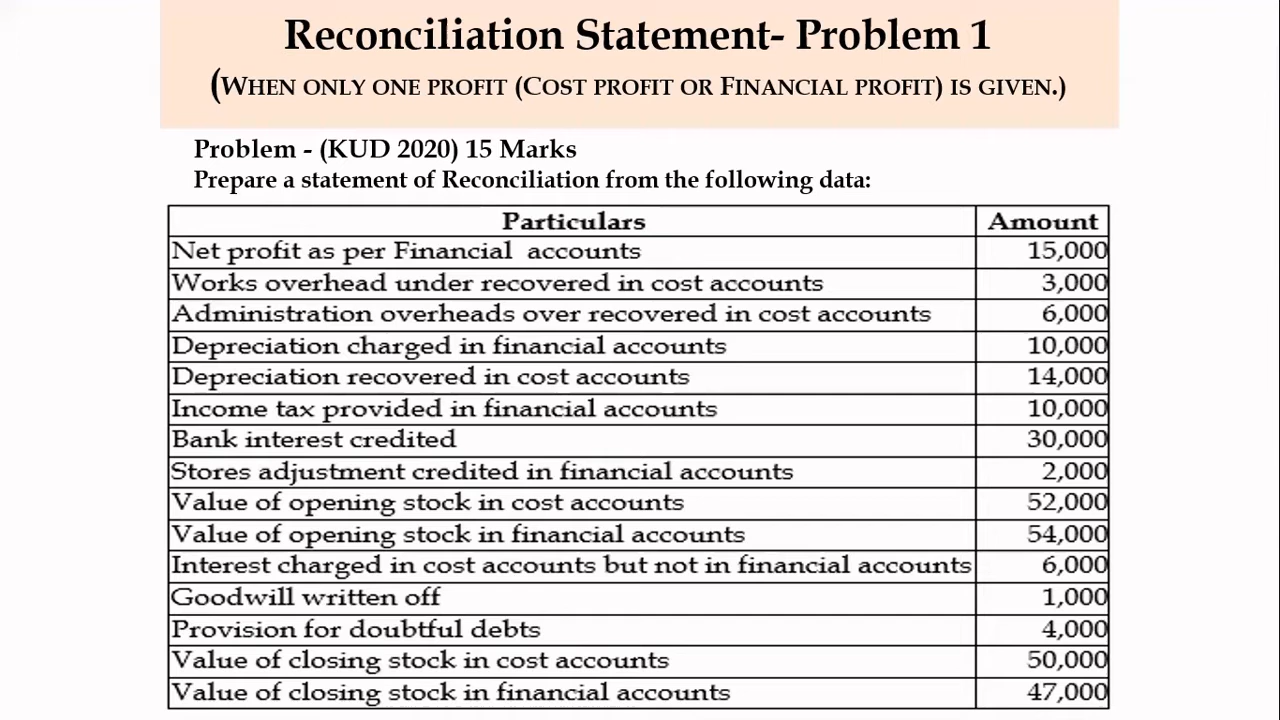 Reconciliation Statement- Problem 1
(When only one profit (Cost profit or Financial profit) is given.)
Problem - (KUD 2020) 15 Marks
Prepare a statement of Reconciliation from the following data:
Particulars Amount
Net profit as per Financial accounts 15,000
Works overhead under recovered in cost accounts 3,000
Administration overheads over recovered in cost accounts 6,000
Depreciation charged in financial accounts 10,000
Depreciation recovered in cost accounts 14,000
Income tax provided in financial accounts 10,000
Bank interest credited 30,000
Stores adjustment credited in financial accounts 2,000
Value of opening stock in cost accounts 52,000
Value of opening stock in financial accounts 54,000
Interest charged in cost accounts but not in financial accounts 6,000
Goodwill written off 1,000
Provision for doubtful debts 4,000
Value of closing stock in cost accounts 50,000
Value of closing stock in financial accounts 47,000